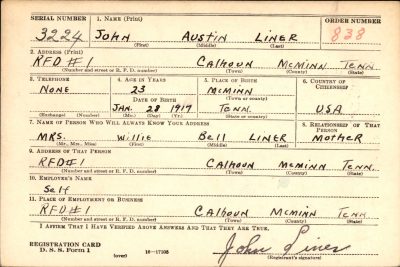 SERIAL NUMBER 1. NAME (Print) ORDER NUMBER
3224 JOHN AUSTIN LINER 838
(First) (Middle) (Last)
2. ADDRESS (Print)
RFD #1 CALHOUN MCMINN TENN.
(Number and street or R. F. D. number) (Town) (County) (State)
3. TELEPHONE 4. AGE IN YEARS 5. PLACE OF BIRTH 6. COUNTRY OF CITIZENSHIP
NONE 23 MCMINN
DATE OF BIRTH (Town or county)
JAN. 28 1917 TENN. USA
(Exchange) (Number) (Mo.) (Day) (Yr.) (State or country)
7. NAME OF PERSON WHO WILL ALWAYS KNOW YOUR ADDRESS 8. RELATIONSHIP OF THAT PERSON
MRS. Willie Bell LINER MOTHER
(Mr., Mrs., Miss) (First) (Middle) (Last)
9. ADDRESS OF THAT PERSON
RFD#1 CALHOUN MCMINN TENN.
(Number and street or R. F. D. number) (Town) (County) (State)
10. EMPLOYER'S NAME
Self
11. PLACE OF EMPLOYMENT OR BUSINESS
RFD#1 CALHOUN MCMINN TENN.
(Number and street or R. F. D. number) (Town) (County) (State)
I AFFIRM THAT I HAVE VERIFIED ABOVE ANSWERS AND THAT THEY ARE TRUE.
REGISTRATION CARD
D. S. S. Form 1 (over) 16—17105 John Liner
(Registrant's signature)